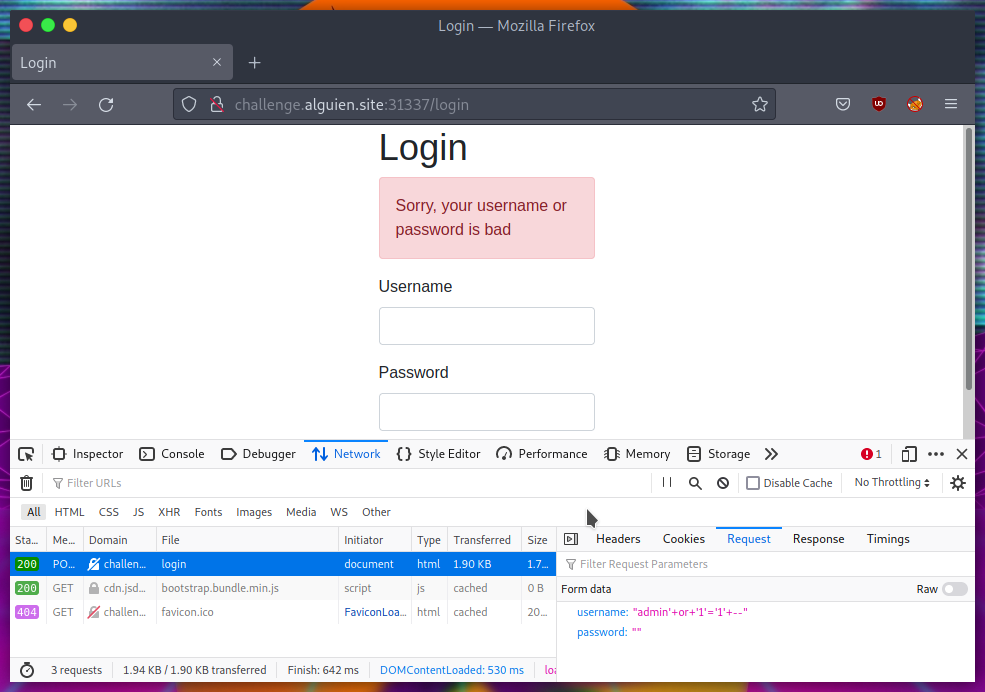 Login — Mozilla Firefox
Login
challenge.alguien.site:31337/login
Login
Sorry, your username or
password is bad
Username
Password
Inspector Console Debugger Network Style Editor Performance Memory Storage 1
Filter URLs No Throttling Disable Cache
All HTML CSS JS XHR Fonts Images Media WS Other
Sta... Me... Domain File Initiator Type Transferred Size
200 PO... challen... login document html 1.90 KB 1.7...
200 GET cdn.jsd... bootstrap.bundle.min.js script js cached 0 B
404 GET challen... favicon.ico FaviconLoa... html cached 20...
3 requests 1.94 KB / 1.90 KB transferred Finish: 642 ms DOMContentLoaded: 530 ms
Headers Cookies Request Response Timings
Filter Request Parameters
Form data Raw
username: "admin'+or+'1'='1'+--"
password: ""